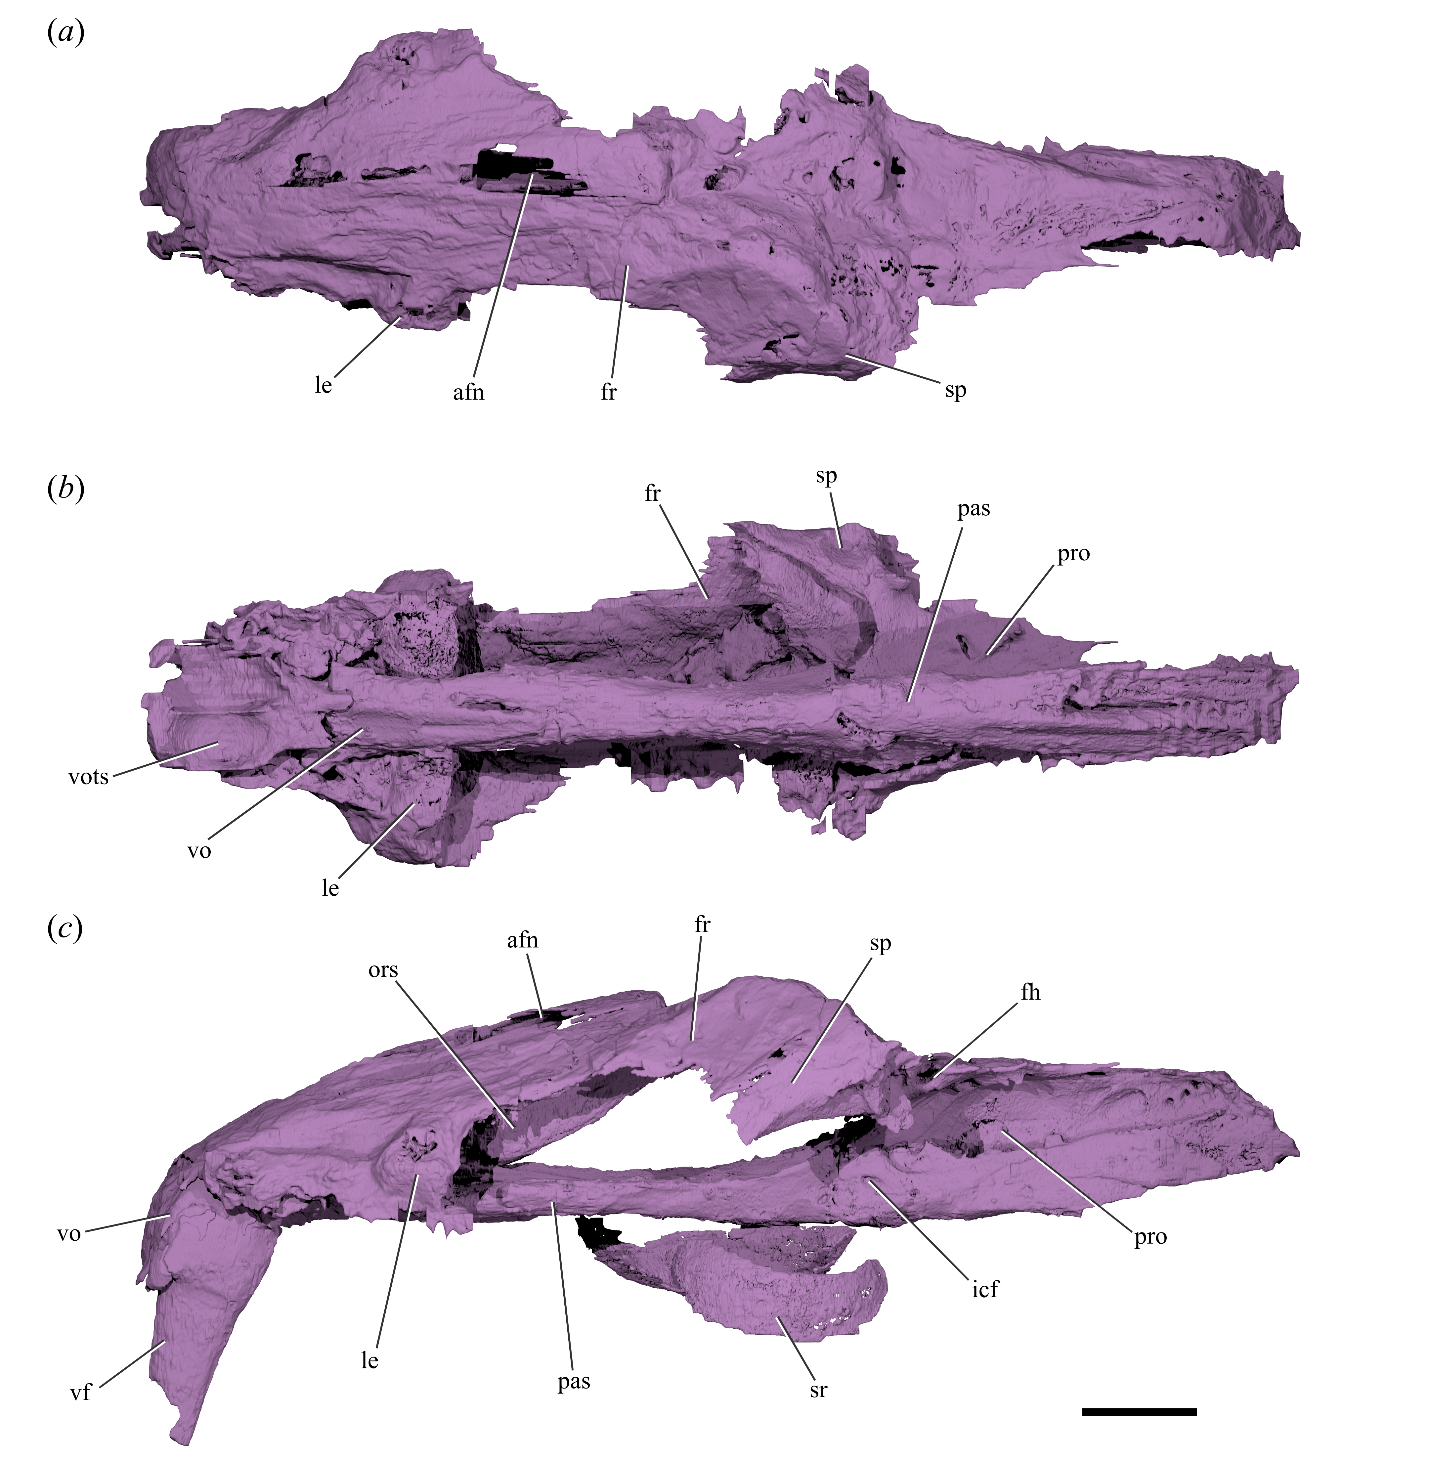 (a)
le
afn
fr
sp
(b)
fr
sp
pas
pro
vots
vo
le
(c)
ors
afn
fr
sp
fh
vo
vf
le
pas
sr
icf
pro